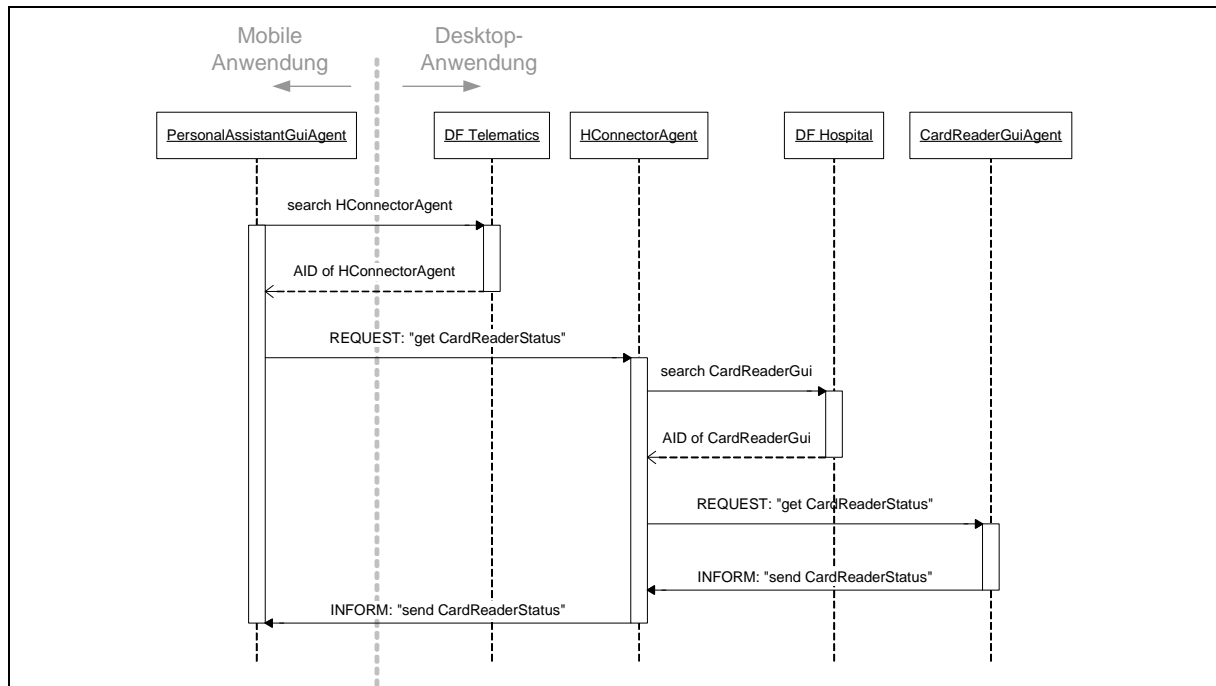 Mobile
Anwendung
Desktop-
Anwendung
PersonalAssistantGuiAgent
DF Telematics
HConnectorAgent
DF Hospital
CardReaderGuiAgent
search HConnectorAgent
AID of HConnectorAgent
REQUEST: "get CardReaderStatus"
search CardReaderGui
AID of CardReaderGui
REQUEST: "get CardReaderStatus"
INFORM: "send CardReaderStatus"
INFORM: "send CardReaderStatus"